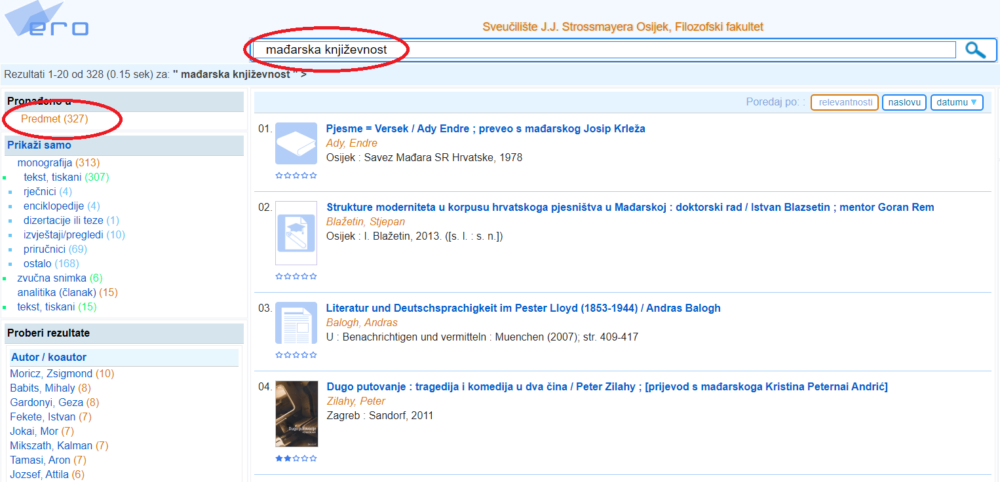 ero
Sveučilište J.J. Strossmayera Osijek, Filozofski fakultet
mađarska književnost
Rezultati 1-20 od 328 (0.15 sek) za: " mađarska književnost " >
Pronađeno u
Predmet (327)
Prikaži samo
monografija (313)
tekst, tiskani (307)
rječnici (4)
enciklopedije (4)
dizertacije ili teze (1)
izvještaji/pregledi (10)
priručnici (69)
ostalo (168)
zvučna snimka (6)
analitika (članak) (15)
tekst, tiskani (15)
Proberi rezultate
Autor / koautor
Moricz, Zsigmond (10)
Babits, Mihaly (8)
Gardonyi, Geza (8)
Fekete, Istvan (7)
Jokai, Mor (7)
Mikszath, Kalman (7)
Tamasi, Aron (7)
Jozsef, Attila (6)
Poredaj po: : relevantnosti naslovu datumu ▼
01. Pjesme = Versek / Ady Endre ; preveo s mađarskog Josip Krleža
Ady, Endre
Osijek : Savez Mađara SR Hrvatske, 1978
02. Strukture moderniteta u korpusu hrvatskoga pjesništva u Mađarskoj : doktorski rad / Istvan Blazsetin ; mentor Goran Rem
Blažetin, Stjepan
Osijek : I. Blažetin, 2013. ([s. l. : s. n.])
03. Literatur und Deutschsprachigkeit im Pester Lloyd (1853-1944) / Andras Balogh
Balogh, Andras
U : Benachrichtigen und vermitteln : Muenchen (2007); str. 409-417
04. Dugo putovanje : tragedija i komedija u dva čina / Peter Zilahy ; [prijevod s mađarskoga Kristina Peternai Andrić]
Zilahy, Peter
Zagreb : Sandorf, 2011
Dugo putovanje